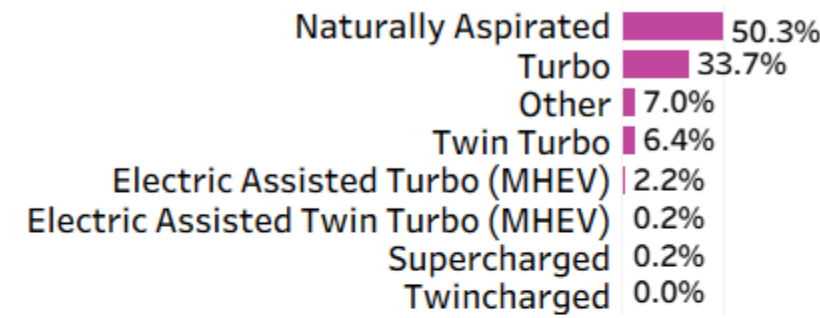 Naturally Aspirated 50.3%
Turbo 33.7%
Other 7.0%
Twin Turbo 6.4%
Electric Assisted Turbo (MHEV) 2.2%
Electric Assisted Twin Turbo (MHEV) 0.2%
Supercharged 0.2%
Twincharged 0.0%